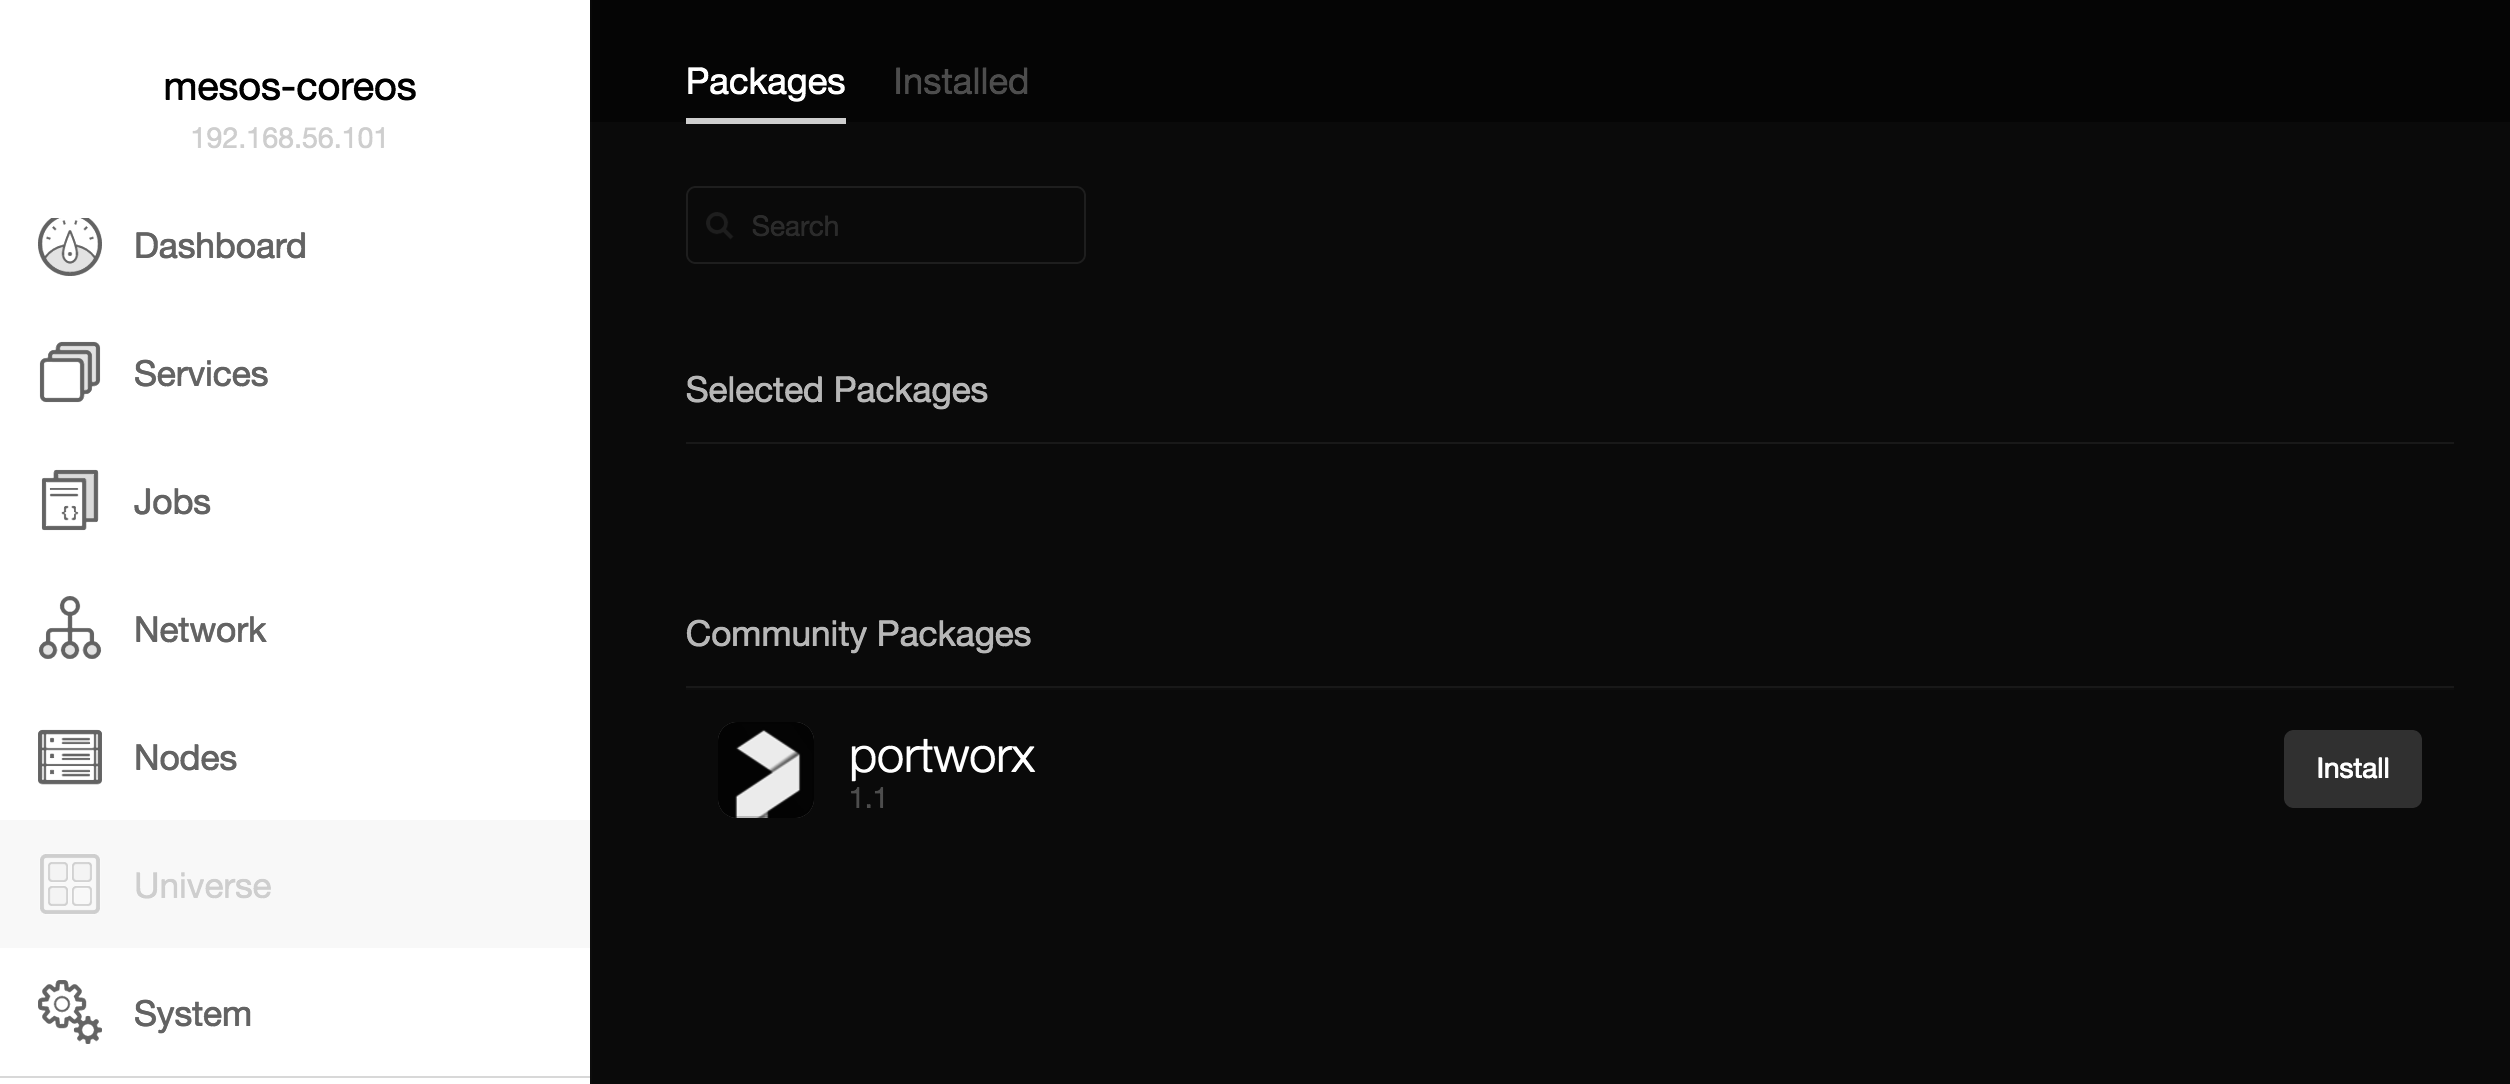 mesos-coreos
192.168.56.101
Dashboard
Services
Jobs
{}
Network
Nodes
Universe
System
Packages Installed
Search
Selected Packages
Community Packages
portworx
1.1
Install